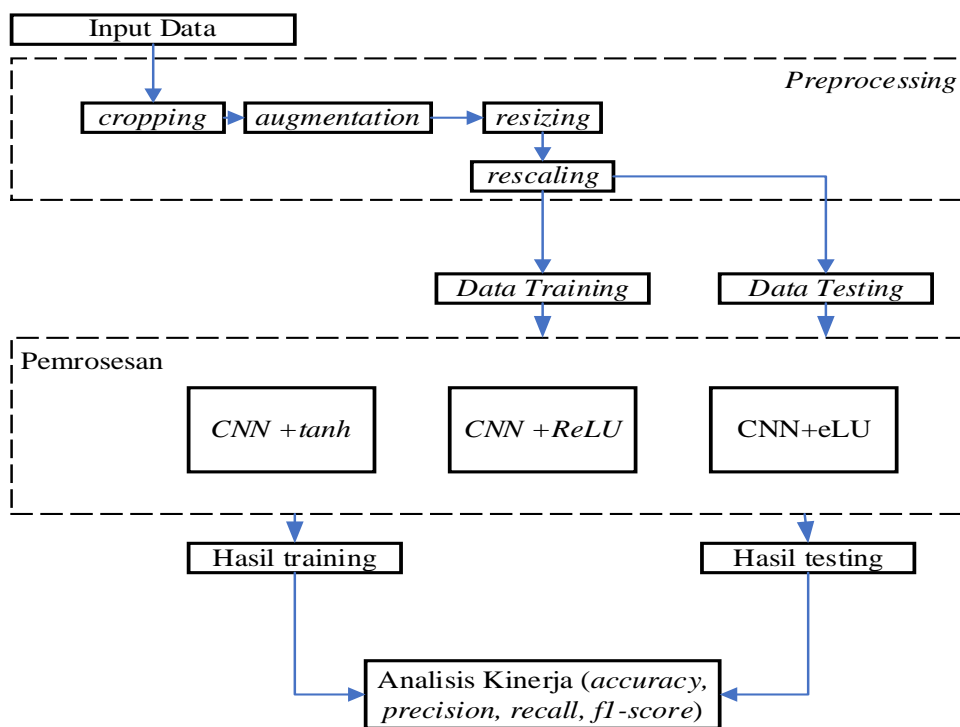 Input Data
Preprocessing
cropping
augmentation
resizing
rescaling
Data Training
Data Testing
Pemrosesan
CNN +tanh
CNN +ReLU
CNN+eLU
Hasil training
Hasil testing
Analisis Kinerja (accuracy,
precision, recall, f1-score)